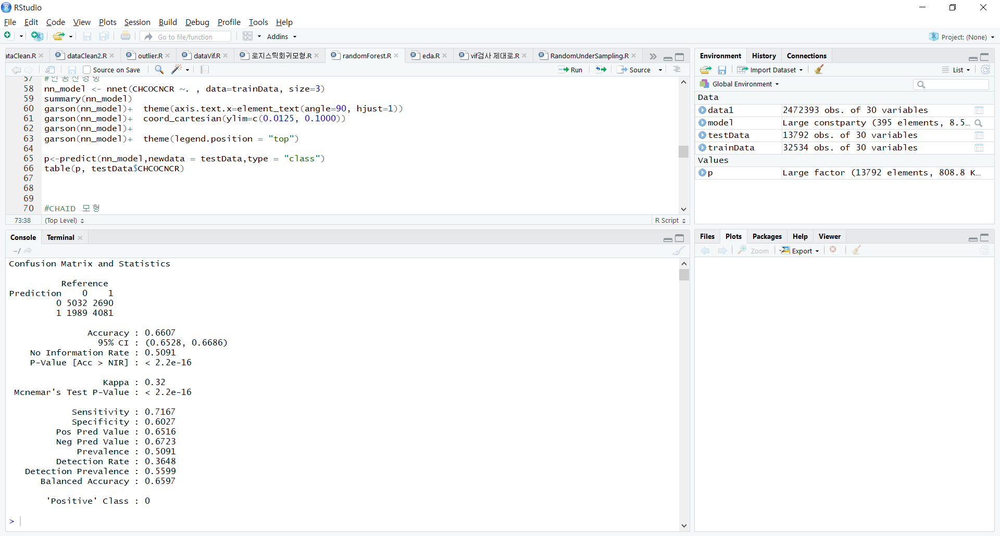 RStudio
File Edit Code View Plots Session Build Debug Profile Tools Help
Go to file/function Addins Project: (None)
ataClean.R dataClean2.R outlier.R dataVif.R 로지스틱회귀모형.R randomForest.R eda.R vif검사 제대로.R RandomUnderSampling.R
Source on Save Run Source
57 #인공신경망
58 nn_model <- nnet(CHCOCNCR ~. , data=trainData, size=3)
59 summary(nn_model)
60 garson(nn_model)+  theme(axis.text.x=element_text(angle=90, hjust=1))
61 garson(nn_model)+  coord_cartesian(ylim=c(0.0125, 0.1000))
62 garson(nn_model)+
63 garson(nn_model)+  theme(legend.position = "top")
64
65 p<-predict(nn_model,newdata = testData,type = "class")
66 table(p, testData$CHCOCNCR)
67
68
69
70 #CHAID 모형
73:38 (Top Level) R Script
Console Terminal
~/
Confusion Matrix and Statistics
Reference
Prediction 0 1
0 5032 2690
1 1989 4081
Accuracy : 0.6607
95% CI : (0.6528, 0.6686)
No Information Rate : 0.5091
P-Value [Acc > NIR] : < 2.2e-16
Kappa : 0.32
Mcnemar's Test P-Value : < 2.2e-16
Sensitivity : 0.7167
Specificity : 0.6027
Pos Pred Value : 0.6516
Neg Pred Value : 0.6723
Prevalence : 0.5091
Detection Rate : 0.3648
Detection Prevalence : 0.5599
Balanced Accuracy : 0.6597
'Positive' Class : 0
>
Environment History Connections
Import Dataset List
Global Environment
Data
data1 2472393 obs. of 30 variables
model Large constparty (395 elements, 8.5…
testData 13792 obs. of 30 variables
trainData 32534 obs. of 30 variables
Values
p Large factor (13792 elements, 808.8 K…
Files Plots Packages Help Viewer
Zoom Export